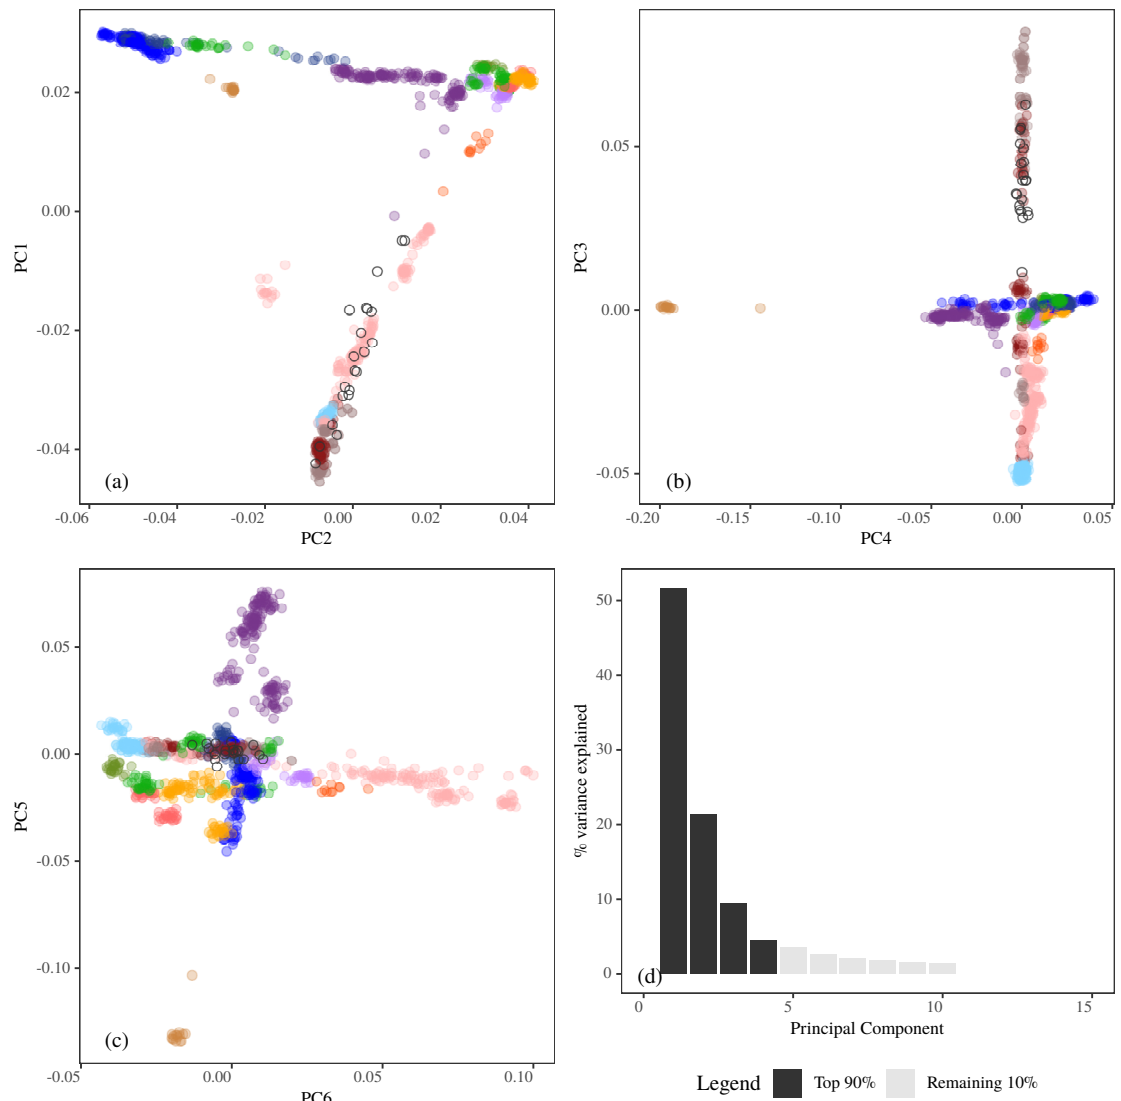 0.02
0.00
-0.02
-0.04
PC1
(a)
-0.06
-0.04
-0.02
0.00
0.02
0.04
PC2
0.05
0.00
-0.05
PC3
(b)
-0.20
-0.15
-0.10
-0.05
0.00
0.05
PC4
0.05
0.00
-0.05
-0.10
PC5
(c)
-0.05
0.00
0.05
0.10
PC6
50
40
30
20
10
0
% variance explained
(d)
0
5
10
15
Principal Component
Legend Top 90% Remaining 10%